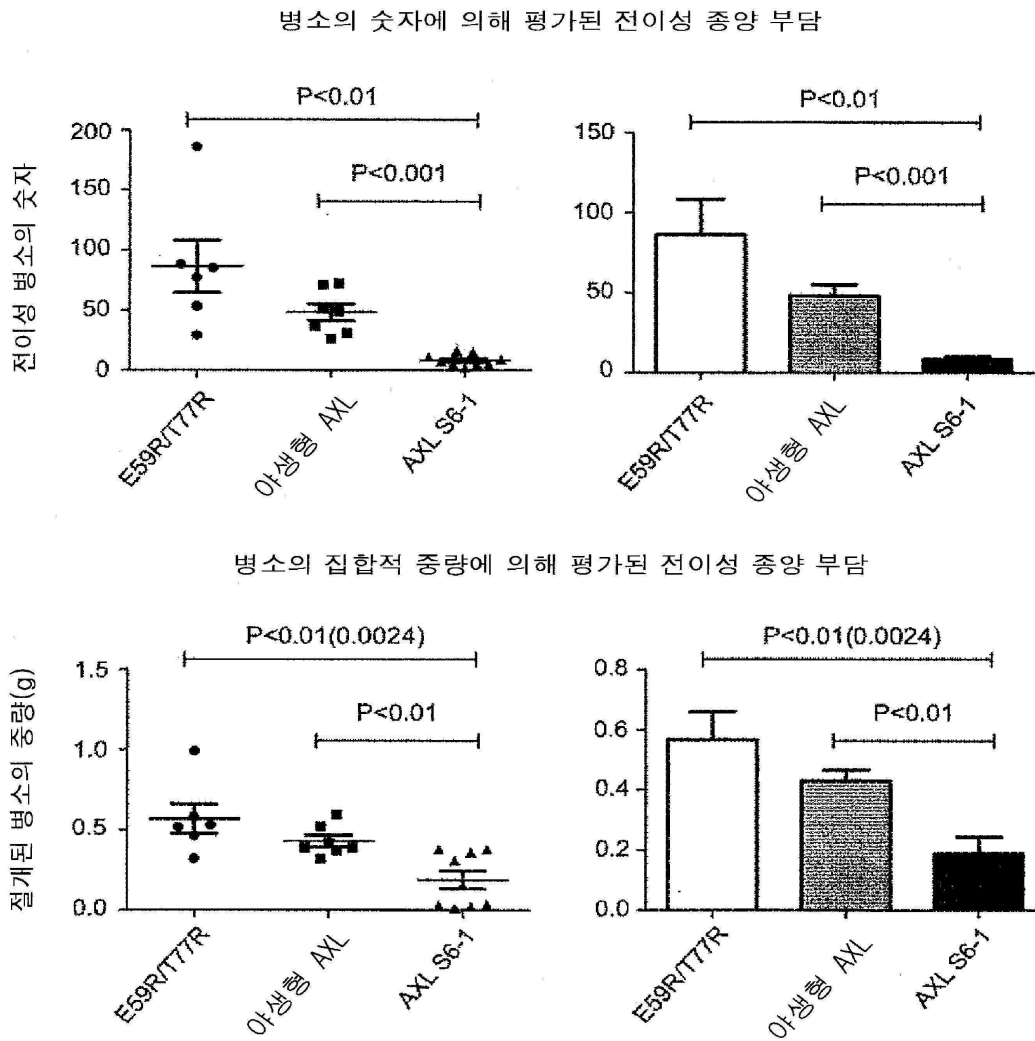 병소의 숫자에 의해 평가된 전이성 종양 부담
P<0.01
P<0.001
전이성 병소의 숫자
200
150
100
50
0
E59R/T77R
야생형 AXL
AXL S6-1
P<0.01
P<0.001
150
100
50
0
E59R/T77R
야생형 AXL
AXL S6-1
병소의 집합적 중량에 의해 평가된 전이성 종양 부담
P<0.01(0.0024)
P<0.01
절개된 병소의 중량(g)
1.5
1.0
0.5
0.0
E59R/T77R
야생형 AXL
AXL S6-1
P<0.01(0.0024)
P<0.01
0.8
0.6
0.4
0.2
0.0
E59R/T77R
야생형 AXL
AXL S6-1